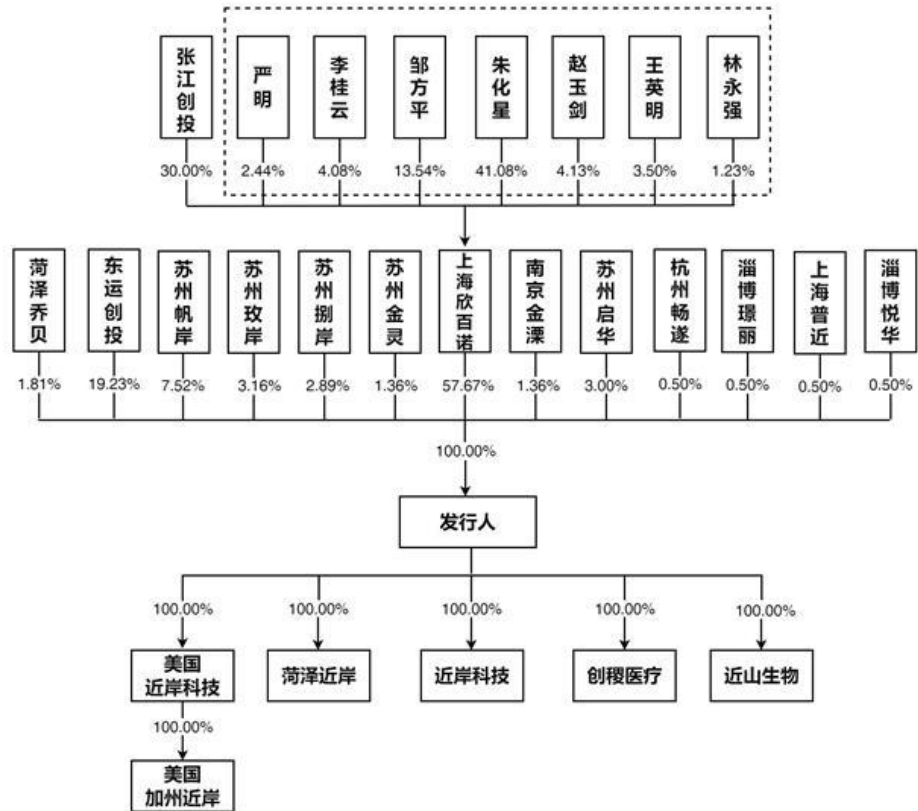 张江创投
严明
李桂云
邹方平
朱化星
赵玉剑
王英明
林永强
30.00%
2.44%
4.08%
13.54%
41.08%
4.13%
3.50%
1.23%
菏泽乔贝
东运创投
苏州帆岸
苏州玫岸
苏州捌岸
苏州金灵
上海欣百诺
南京金溧
苏州启华
杭州畅遂
淄博璟丽
上海普近
淄博悦华
1.81%
19.23%
7.52%
3.16%
2.89%
1.36%
57.67%
1.36%
3.00%
0.50%
0.50%
0.50%
0.50%
100.00%
发行人
100.00%
100.00%
100.00%
100.00%
100.00%
美国
近岸科技
菏泽近岸
近岸科技
创稷医疗
近山生物
100.00%
美国
加州近岸